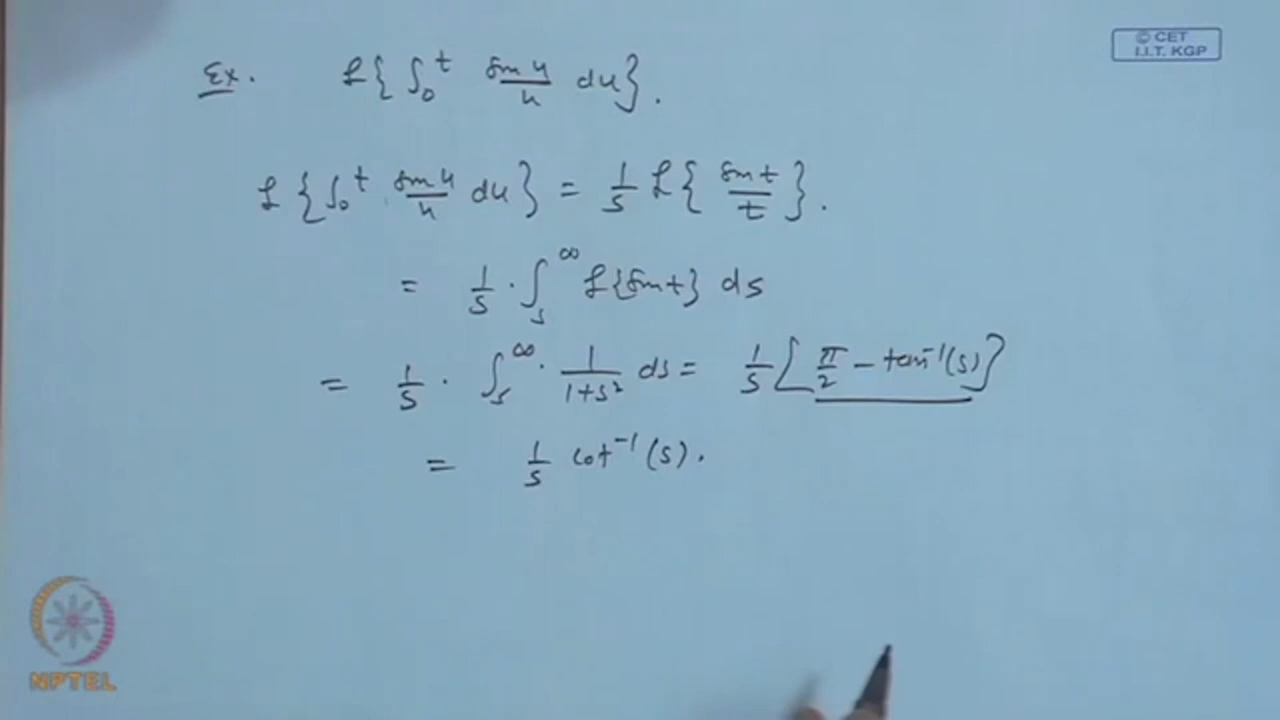 © CET
I.I.T. KGP
Ex. £{∫₀ᵗ sin u/u du}.
£{∫₀ᵗ sin u/u du} = 1/s £{sin t/t}.
= 1/s · ∫ₛ^∞ £{sin t} ds
= 1/s · ∫ₛ^∞ · 1/(1+s²) ds = 1/s [π/2 − tan⁻¹(s)]
= 1/s cot⁻¹(s).
NPTEL